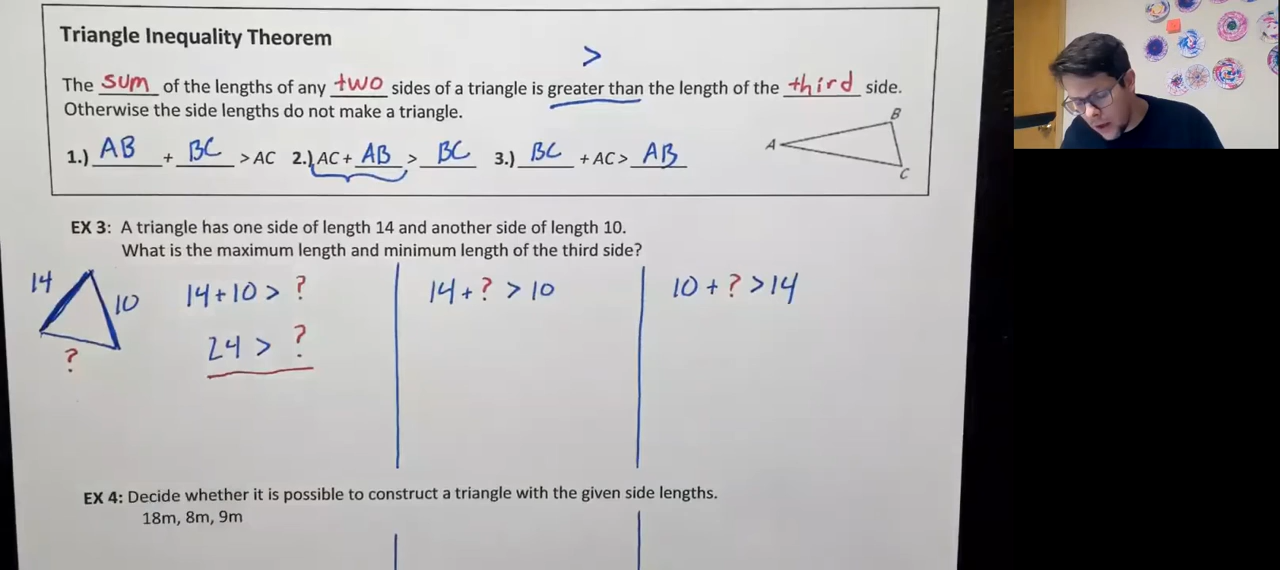 Triangle Inequality Theorem
>
The sum of the lengths of any two sides of a triangle is greater than the length of the third side.
Otherwise the side lengths do not make a triangle.
1.) AB + BC > AC 2.) AC + AB > BC 3.) BC + AC > AB
A B C
EX 3: A triangle has one side of length 14 and another side of length 10.
What is the maximum length and minimum length of the third side?
14 10 ?
14 + 10 > ?
24 > ?
14 + ? > 10
10 + ? > 14
EX 4: Decide whether it is possible to construct a triangle with the given side lengths.
18m, 8m, 9m